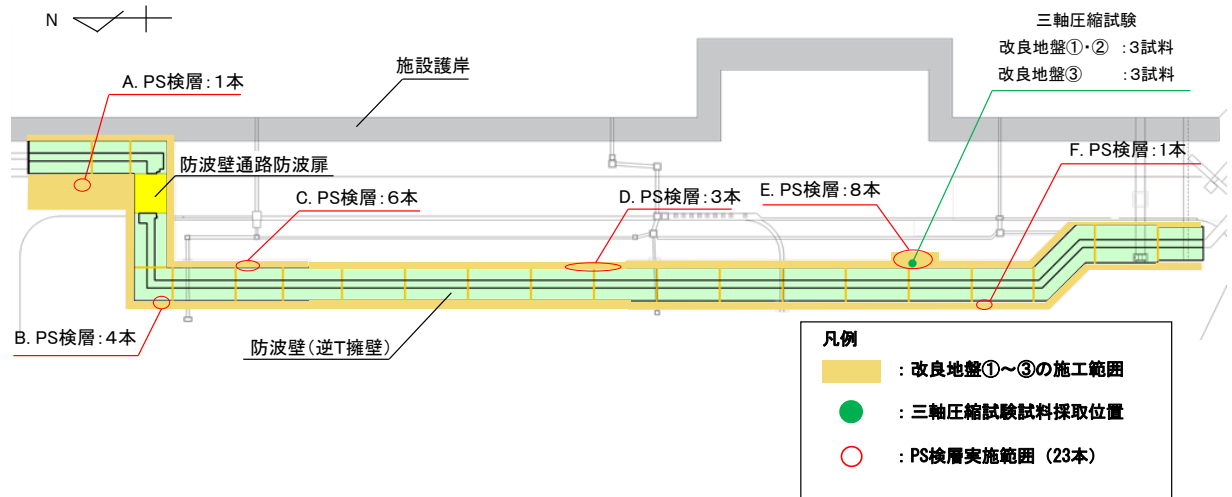 N
三軸圧縮試験
改良地盤①・② ：3試料
改良地盤③ ：3試料
施設護岸
A. PS検層：1本
防波壁通路防波扉
F. PS検層：1本
C. PS検層：6本
D. PS検層：3本
E. PS検層：8本
B. PS検層：4本
防波壁(逆T擁壁)
凡例
：改良地盤①～③の施工範囲
：三軸圧縮試験試料採取位置
：PS検層実施範囲（23本）